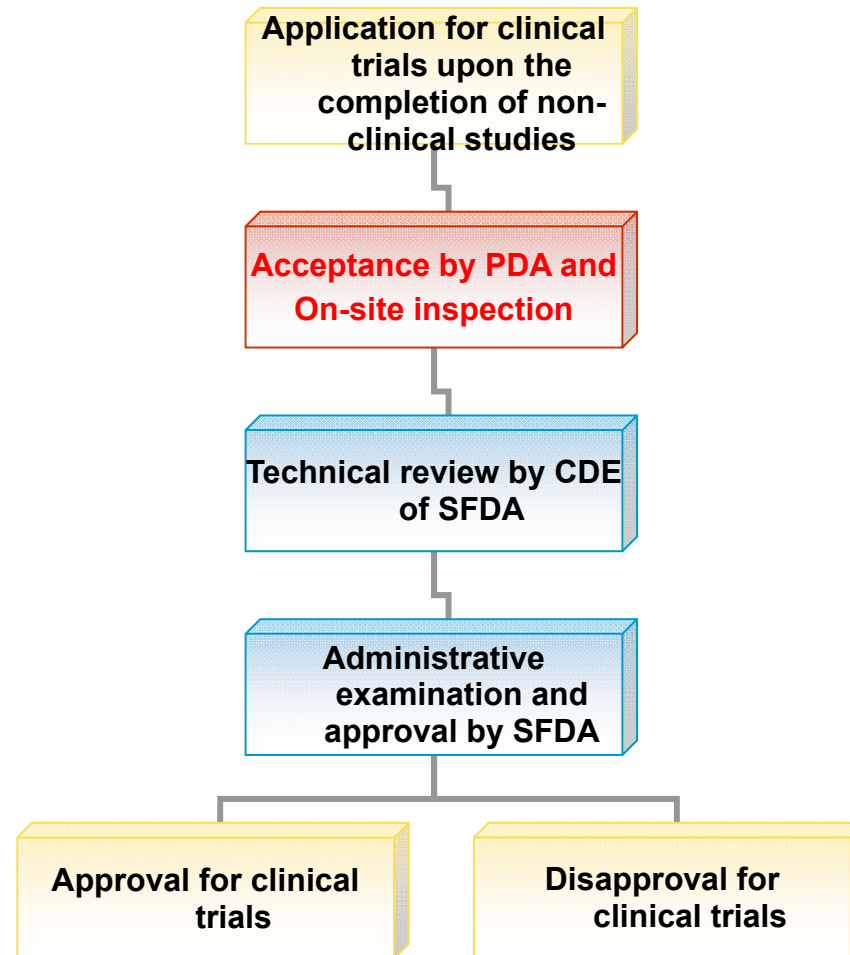 Application for clinical
trials upon the
completion of non-
clinical studies
Acceptance by PDA and
On-site inspection
Technical review by CDE
of SFDA
Administrative
examination and
approval by SFDA
Approval for clinical
trials
Disapproval for
clinical trials